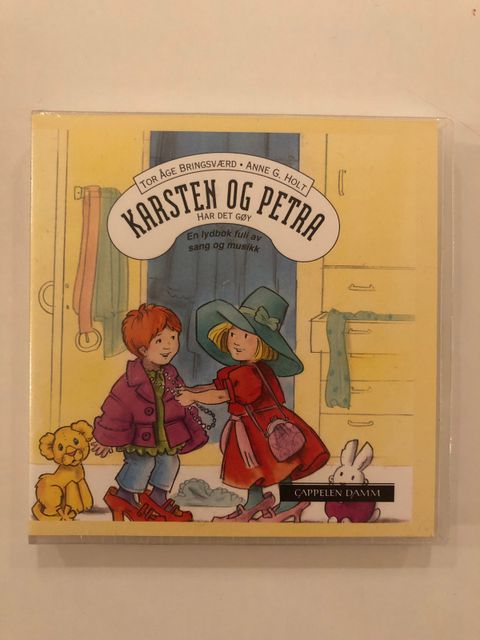 TOR ÅGE BRINGSVÆRD • ANNE G. HOLT
KARSTEN OG PETRA
HAR DET GØY
En lydbok full av
sang og musikk
CAPPELEN DAMM